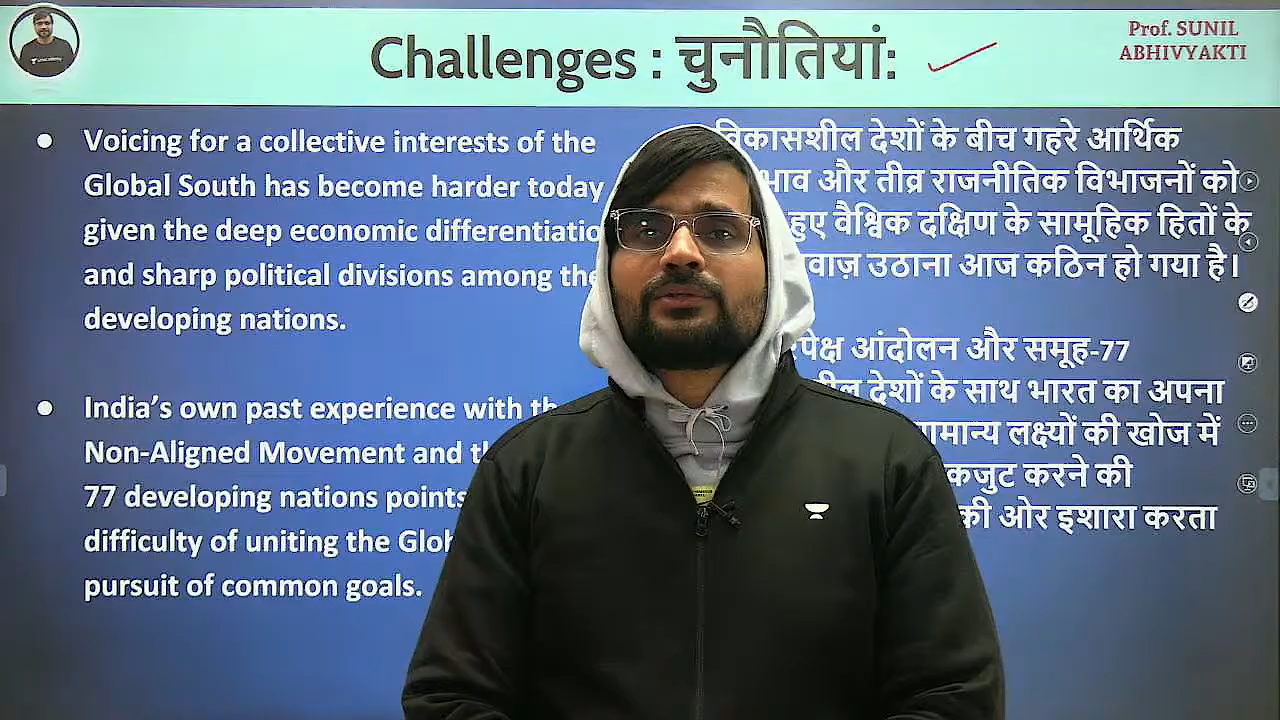 Challenges : चुनौतियां:
Prof. SUNIL
ABHIVYAKTI
Voicing for a collective interests of the
Global South has become harder today
given the deep economic differentiatio
and sharp political divisions among the
developing nations.
India’s own past experience with th
Non-Aligned Movement and t
77 developing nations points
difficulty of uniting the Glo
pursuit of common goals.
विकासशील देशों के बीच गहरे आर्थिक
भाव और तीव्र राजनीतिक विभाजनों को
हुए वैश्विक दक्षिण के सामूहिक हितों के
वाज़ उठाना आज कठिन हो गया है।
पेक्ष आंदोलन और समूह-77
ल देशों के साथ भारत का अपना
ामान्य लक्ष्यों की खोज में
कजुट करने की
की ओर इशारा करता